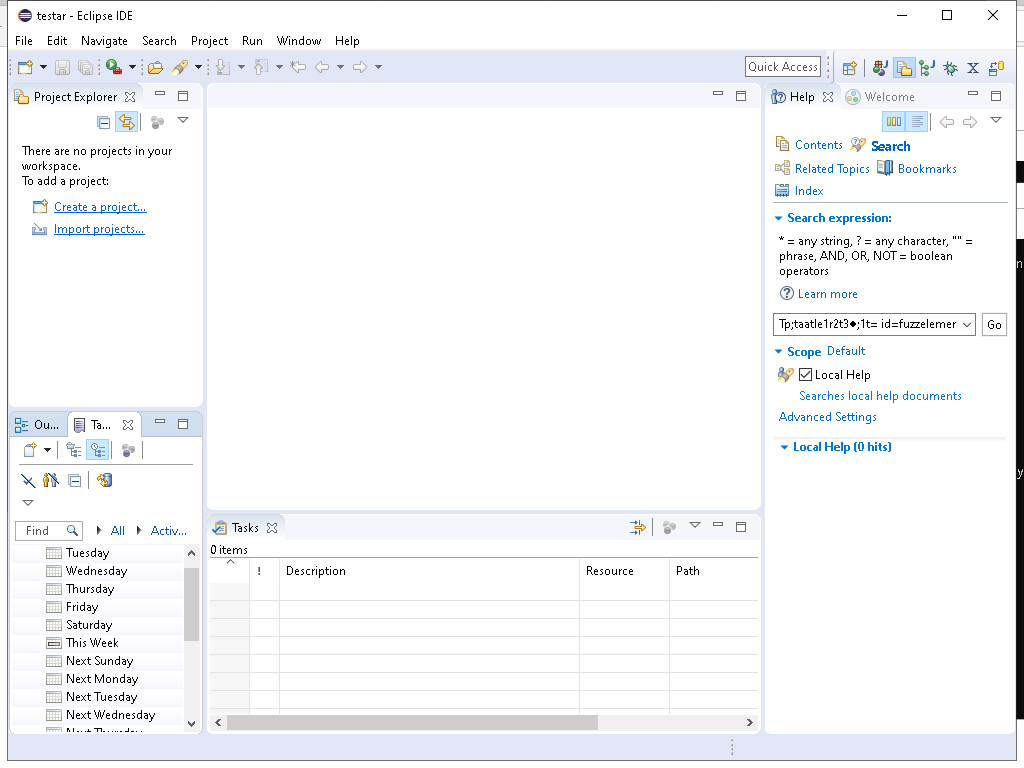 testar - Eclipse IDE
File Edit Navigate Search Project Run Window Help
Quick Access
Project Explorer
There are no projects in your
workspace.
To add a project:
Create a project...
Import projects...
Ou...
Ta...
Find
All
Activ...
Tuesday
Wednesday
Thursday
Friday
Saturday
This Week
Next Sunday
Next Monday
Next Tuesday
Next Wednesday
Next Thursday
Tasks
0 items
! Description Resource Path
Help
Welcome
Contents
Search
Related Topics
Bookmarks
Index
Search expression:
* = any string, ? = any character, "" =
phrase, AND, OR, NOT = boolean
operators
Learn more
Tp;taatle1r2t3◆;1t= id=fuzzelemer
Go
Scope Default
Local Help
Searches local help documents
Advanced Settings
Local Help (0 hits)